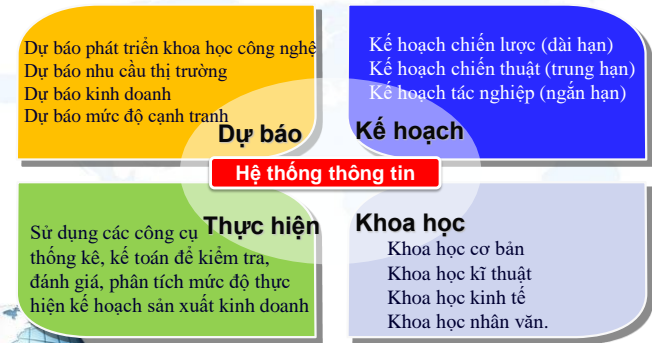 Dự báo phát triển khoa học công nghệ
Dự báo nhu cầu thị trường
Dự báo kinh doanh
Dự báo mức độ cạnh tranh
Dự báo
Kế hoạch chiến lược (dài hạn)
Kế hoạch chiến thuật (trung hạn)
Kế hoạch tác nghiệp (ngắn hạn)
Kế hoạch
Hệ thống thông tin
Thực hiện
Sử dụng các công cụ
thống kê, kế toán để kiểm tra,
đánh giá, phân tích mức độ thực
hiện kế hoạch sản xuất kinh doanh
Khoa học
Khoa học cơ bản
Khoa học kĩ thuật
Khoa học kinh tế
Khoa học nhân văn.